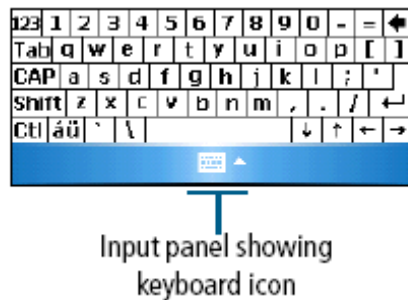 123 1 2 3 4 5 6 7 8 9 0 - =
Tab q w e r t y u i o p [ ]
CAP a s d f g h j k l ; '
Shift z x c v b n m , . /
Ctl áü ` \ ↓ ↑ ← →
Input panel showing
keyboard icon